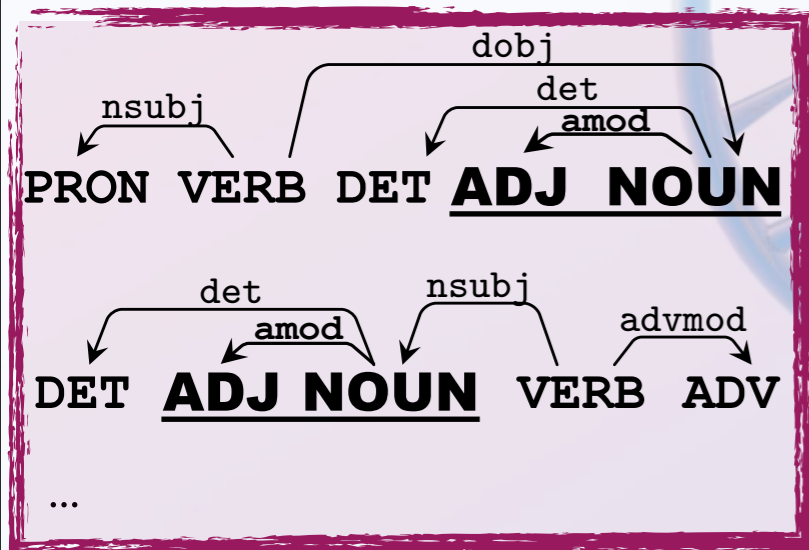 dobj
det
nsubj
amod
PRON VERB DET ADJ NOUN
det
nsubj
amod
advmod
DET ADJ NOUN VERB ADV
...